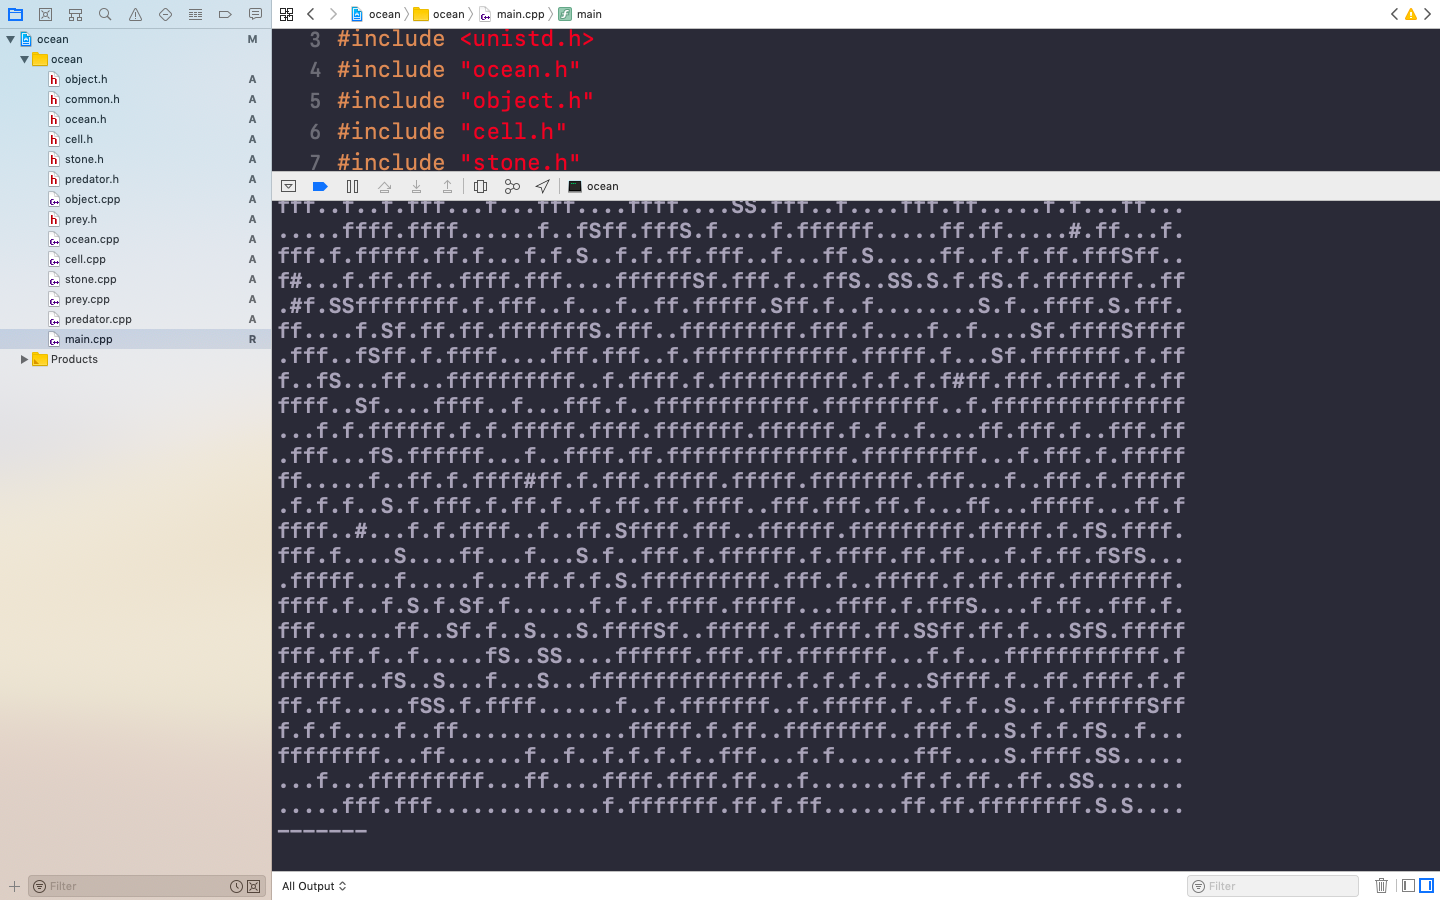 ocean ocean main.cpp main
ocean M
ocean
object.h A
common.h A
ocean.h A
cell.h A
stone.h A
predator.h A
object.cpp A
prey.h A
ocean.cpp A
cell.cpp A
stone.cpp A
prey.cpp A
predator.cpp A
main.cpp R
Products
Filter
3 #include <unistd.h>
4 #include "ocean.h"
5 #include "object.h"
6 #include "cell.h"
7 #include "stone.h"
ocean
fff..f..f.fff...f...fff....ffff....SS.fff..f....fff.ff.....f.f...ff...
.....ffff.ffff......f..fSff.fffS.f....f.ffffff.....ff.ff.....#.ff...f.
fff.f.fffff.ff.f...f.f.S..f.f.ff.fff.f...ff.S.....ff..f.f.ff.fffSff..
f#...f.ff.ff..ffff.fff....ffffffSf.fff.f..ffS..SS.S.f.fS.f.fffffff..ff
.#f.SSffffffff.f.fff..f...f..ff.fffff.Sff.f..f........S.f..ffff.S.fff.
ff....f.Sf.ff.ff.fffffffS.fff..fffffffff.fff.f....f..f....Sf.ffffSffff
.fff..fSff.f.ffff....fff.fff..f.fffffffffff.fffff.f...Sf.fffffff.f.ff
f..fS...ff...ffffffffff..f.ffff.f.ffffffffff.f.f.f.f#ff.fff.fffff.f.ff
ffff..Sf....ffff..f...fff.f..ffffffffffff.fffffffff..f.fffffffffffffff
...f.f.ffffff.f.f.fffff.ffff.fffffff.ffffff.f.f..f....ff.fff.f..fff.ff
.fff...fS.ffffff...f..ffff.ff.ffffffffffffff.fffffffff...f.fff.f.fffff
ff.....f..ff.f.ffff#ff.f.fff.fffff.fffff.ffffffff.fff...f..fff.f.fffff
.f.f.f..S.f.fff.f.ff.f..f.ff.ff.ffff..fff.fff.ff.f...ff...fffff...ff.f
ffff..#...f.f.ffff..f..ff.Sffff.fff..ffffff.fffffffff.fffff.f.fS.ffff.
fff.f....S....ff...f...S.f..fff.f.ffffff.f.ffff.ff.ff...f.f.ff.fSfS...
.fffff...f.....f...ff.f.f.S.ffffffffff.fff.f..fffff.f.ff.fff.ffffffff.
ffff.f..f.S.f.Sf.f......f.f.f.ffff.fffff...ffff.f.fffS....f.ff..fff.f.
fff......ff..Sf.f..S...S.ffffSf..fffff.f.ffff.ff.SSff.ff.f...SfS.fffff
fff.ff.f..f.....fS..SS....ffffff.fff.ff.fffffff...f.f...ffffffffffff.f
ffffff..fS..S...f...S...fffffffffffffff.f.f.f.f...Sffff.f..ff.ffff.f.f
ff.ff.....fSS.f.ffff......f..f.fffffff..f.fffff.f..f.f..S..f.ffffffSff
f.f.f....f..ff.............fffff.f.ff..ffffffff..fff.f..S.f.f.fS..f...
ffffffff...ff......f..f..f.f.f.f..fff...f.f......fff....S.ffff.SS.....
...f...fffffffff...ff....ffff.ffff.ff...f.......ff.f.ff..ff..SS.......
.....fff.fff.............f.fffffff.ff.f.ff......ff.ff.ffffffff.S.S....
-------
All Output
Filter